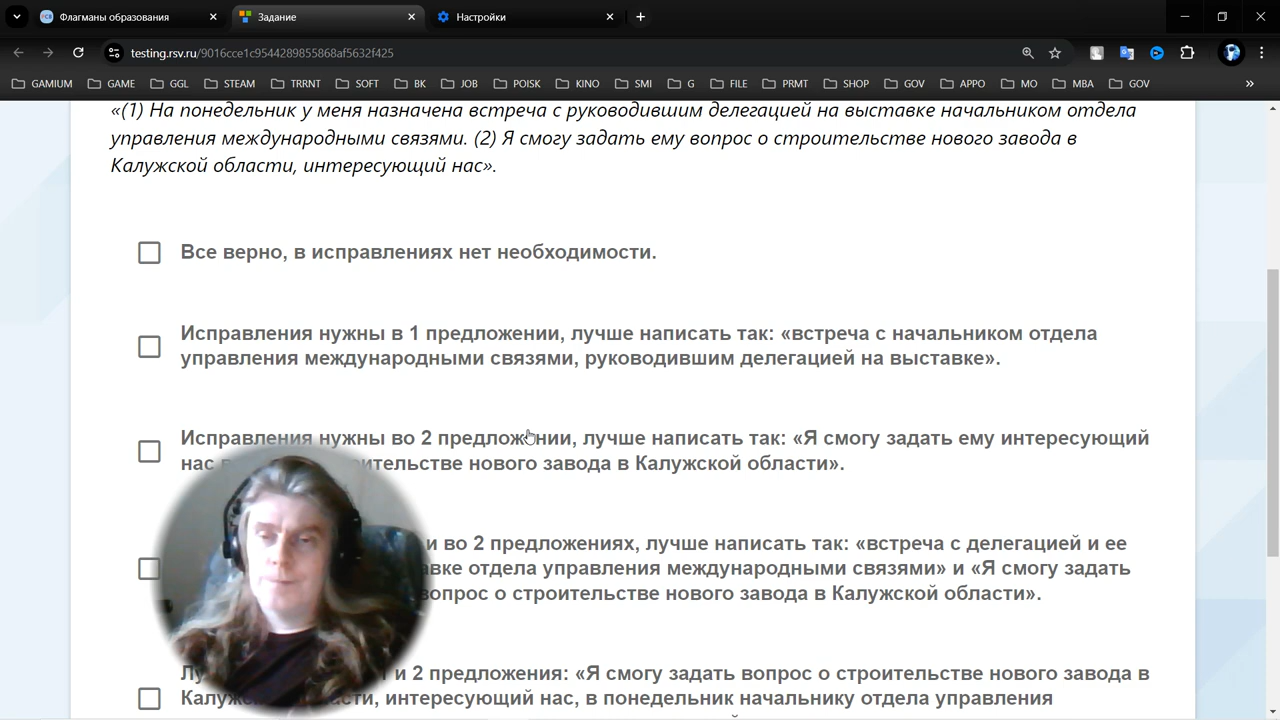 Флагманы образования
Задание
Настройки
testing.rsv.ru/9016cce1c9544289855868af5632f425
GAMIUM GAME GGL STEAM TRRNT SOFT BK JOB POISK KINO SMI G FILE PRMT SHOP GOV APPO MO MBA GOV
«(1) На понедельник у меня назначена встреча с руководившим делегацией на выставке начальником отдела
управления международными связями. (2) Я смогу задать ему вопрос о строительстве нового завода в
Калужской области, интересующий нас».
Все верно, в исправлениях нет необходимости.
Исправления нужны в 1 предложении, лучше написать так: «встреча с начальником отдела
управления международными связями, руководившим делегацией на выставке».
Исправления нужны во 2 предложении, лучше написать так: «Я смогу задать ему интересующий
нас нового завода в Калужской области».
и во 2 предложениях, лучше написать так: «встреча с делегацией и ее
отдела управления международными связями» и «Я смогу задать
вопрос о строительстве нового завода в Калужской области».
и 2 предложения: «Я смогу задать вопрос о строительстве нового завода в
интересующий нас, в понедельник начальнику отдела управления